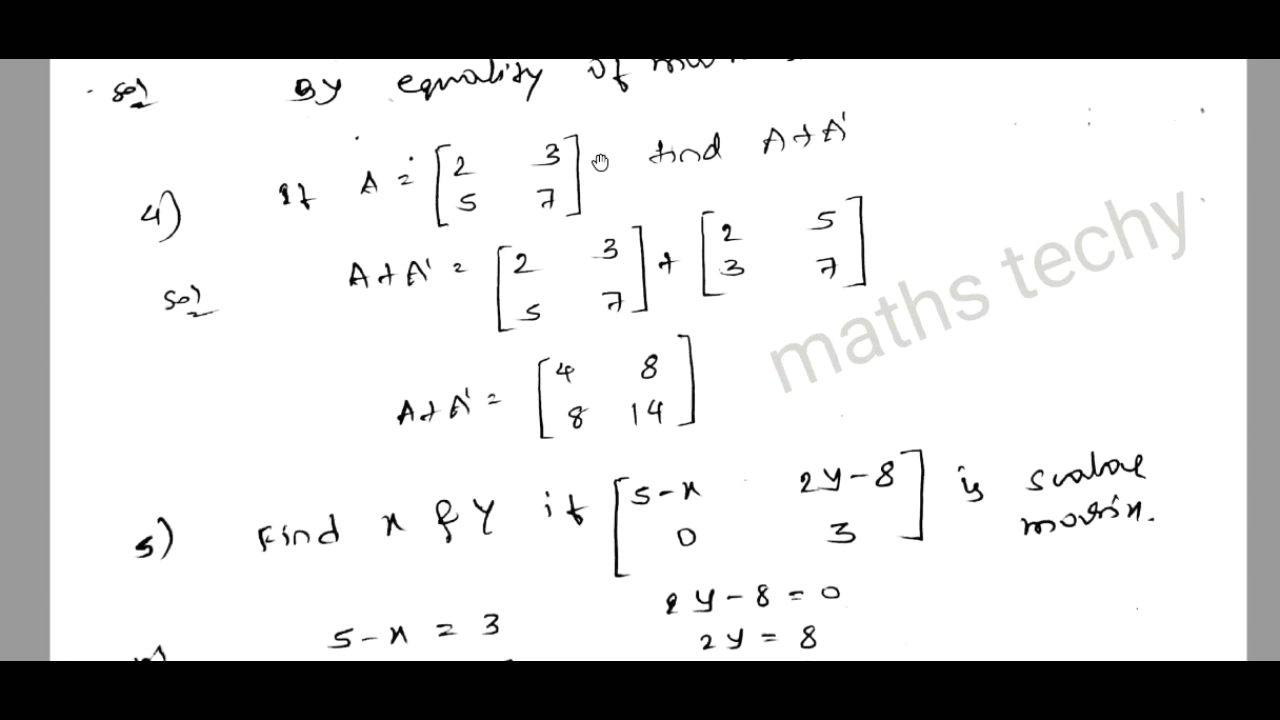 Sol By equality of
4) If A = [2 3
5 7] find A+A'
Sol A+A' = [2 3
5 7] + [2 5
3 7]
A+A' = [4 8
8 14]
5) Find x & y if [5-x 2y-8
0 3] is scalar
matrix.
5-x = 3 2y-8 = 0
2y = 8
maths techy